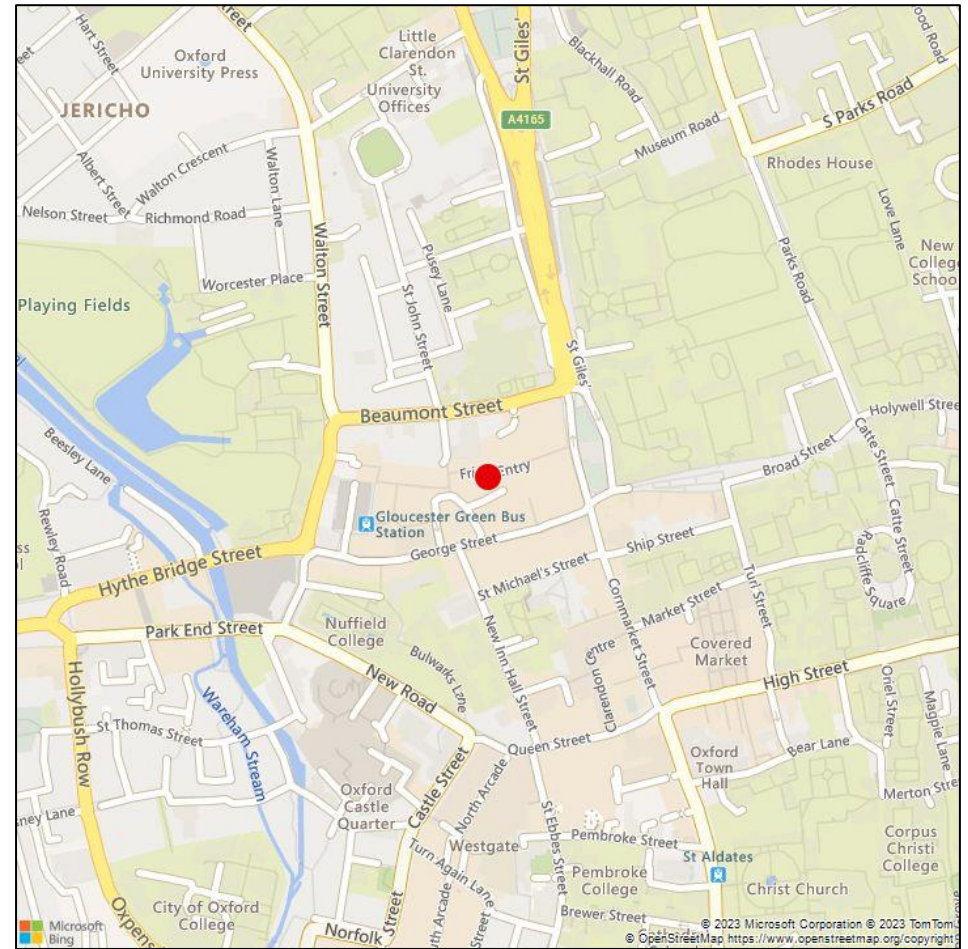 Hart Street
Oxford
University Press
Little
Clarendon
St.
University
Offices
St Giles'
Blackhall Road
A4165
Museum Road
S Parks Road
JERICHO
Rhodes House
Albert Street
Walton Crescent
Walton Lane
Nelson Street
Richmond Road
Walton Street
Love Lane
New
College
School
Worcester Place
Pusey Lane
St John Street
Parks Road
Playing Fields
St Giles'
Beaumont Street
Holywell Street
Catte Street
Catte Street
Beesley Lane
Broad Street
Entry
Gloucester Green Bus
Station
George Street
Rewley Road
Hythe Bridge Street
St Michael's Street
Ship Street
Turl Street
Radcliffe
Square
Park End Street
Nuffield
College
Bulwarks Lane
New Inn Hall Street
Cornmarket Street
Market Street
Clarendon Centre
Covered
Market
High Street
New Road
Hollybush Row
St Thomas Street
Wareham Stream
Queen Street
Oriel Street
Magpie Lane
Bear Lane
Oxford
Town
Hall
Merton Stre
Oxford
Castle
Quarter
Castle Street
North Arcade
Westgate
St Ebbes Street
Pembroke Street
St Aldates
ney Lane
Turn Again Lane
Pembroke
College
Christ Church
Corpus
Christi
College
City of Oxford
College
Oxpens
Norfolk Street
North Arcade
Street
Brewer Street
Microsoft
Bing
© 2023 Microsoft Corporation © 2023 TomTom
© OpenStreetMap https://www.openstreetmap.org/copyright